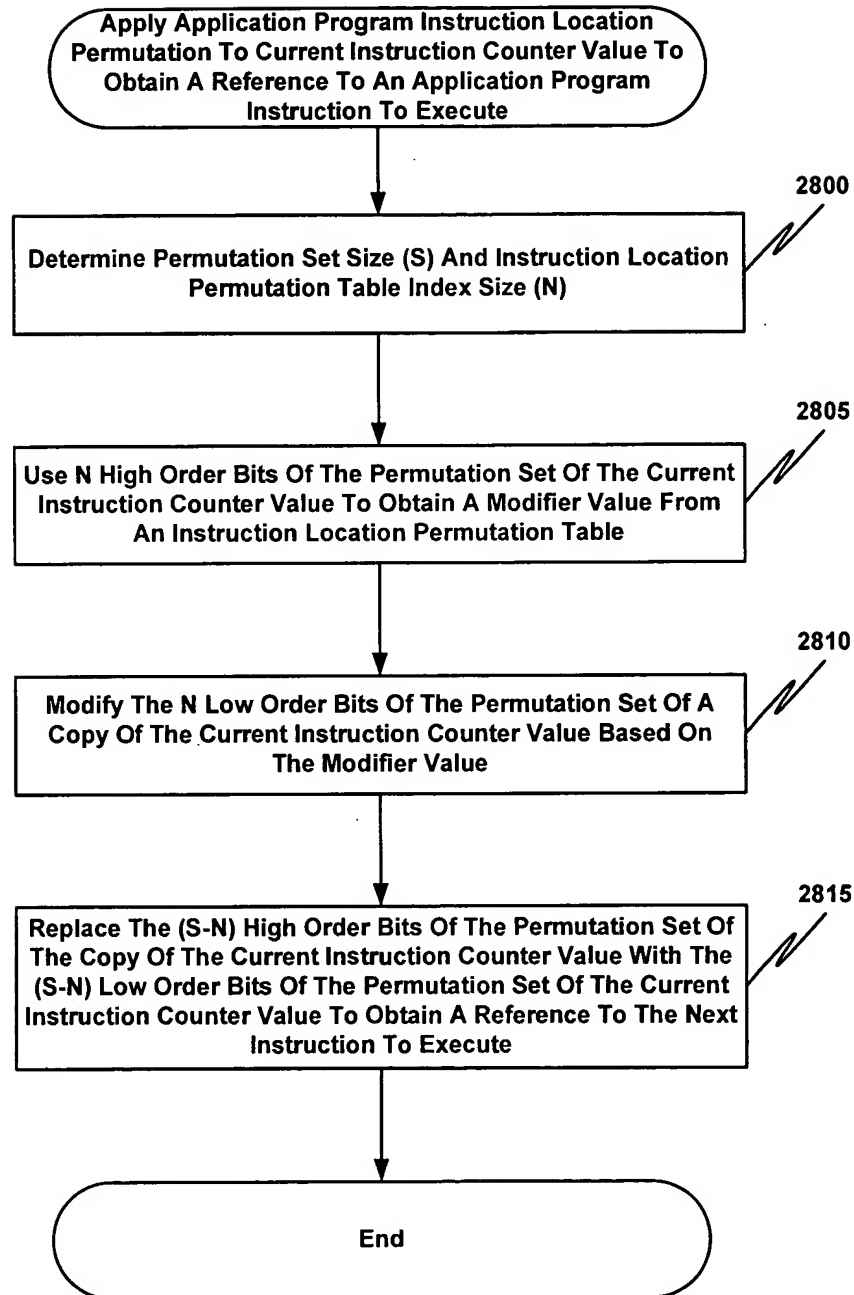 Apply Application Program Instruction Location
Permutation To Current Instruction Counter Value To
Obtain A Reference To An Application Program
Instruction To Execute
2800
Determine Permutation Set Size (S) And Instruction Location
Permutation Table Index Size (N)
2805
Use N High Order Bits Of The Permutation Set Of The Current
Instruction Counter Value To Obtain A Modifier Value From
An Instruction Location Permutation Table
2810
Modify The N Low Order Bits Of The Permutation Set Of A
Copy Of The Current Instruction Counter Value Based On
The Modifier Value
2815
Replace The (S-N) High Order Bits Of The Permutation Set Of
The Copy Of The Current Instruction Counter Value With The
(S-N) Low Order Bits Of The Permutation Set Of The Current
Instruction Counter Value To Obtain A Reference To The Next
Instruction To Execute
End